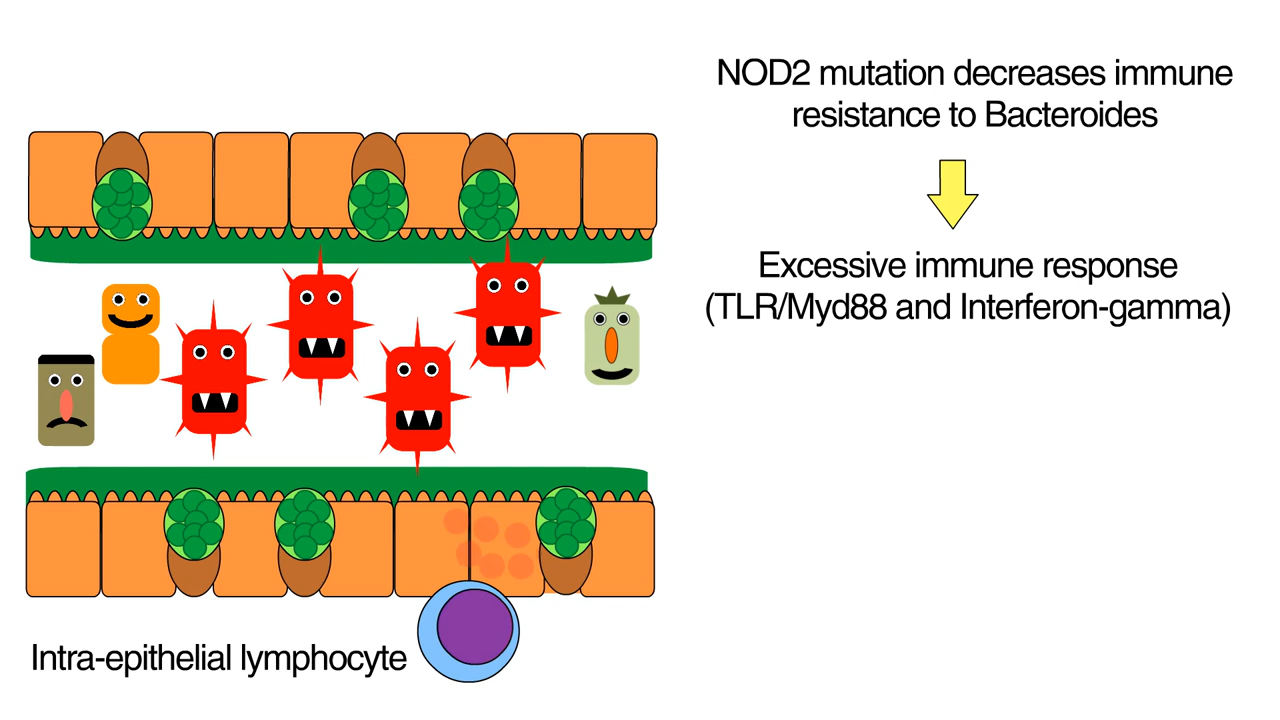 NOD2 mutation decreases immune
resistance to Bacteroides
Excessive immune response
(TLR/Myd88 and Interferon-gamma)
Intra-epithelial lymphocyte